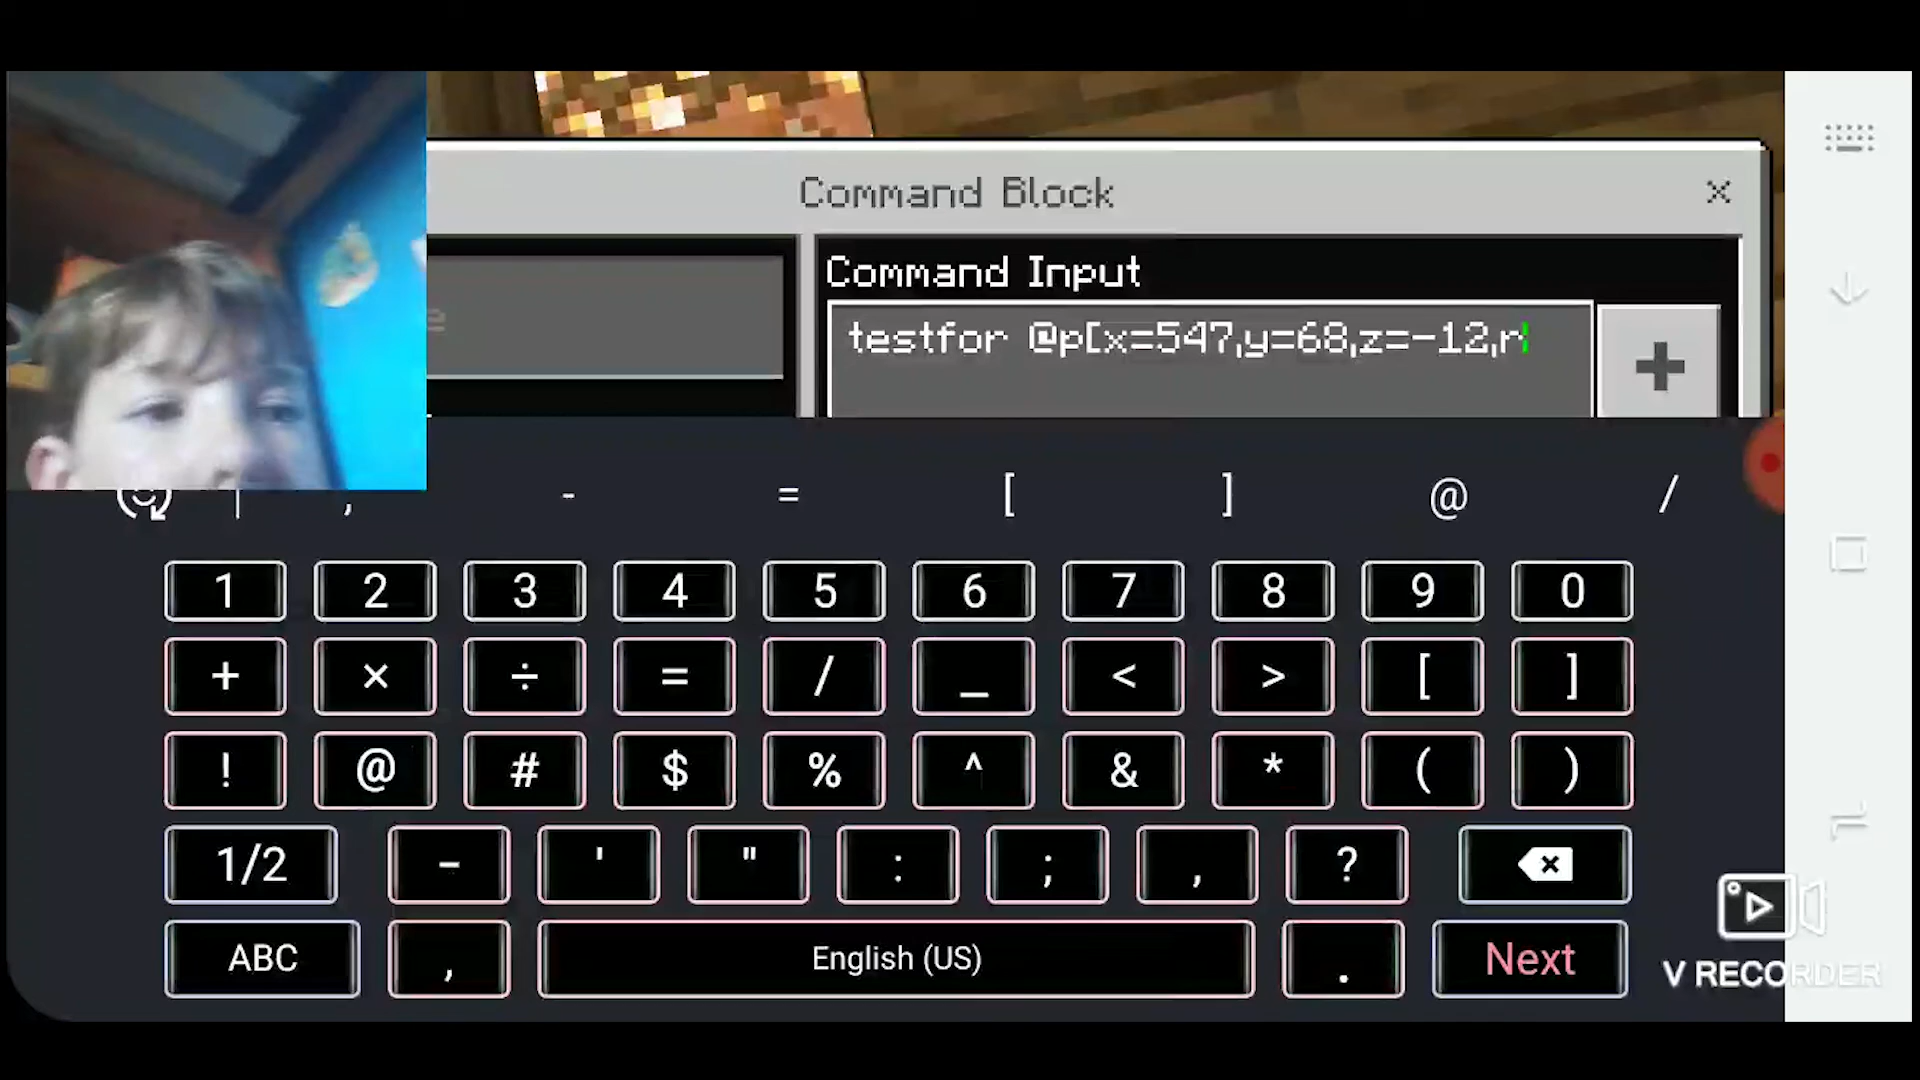 Command Block
×
Command Input
testfor @p[x=547,y=68,z=-12,r
+
, - = [ ] @ /
1 2 3 4 5 6 7 8 9 0
+ × ÷ = / _ < > [ ]
! @ # $ % ^ & * ( )
1/2 - ' " : ; , ?
ABC , English (US) . Next
V RECORDER